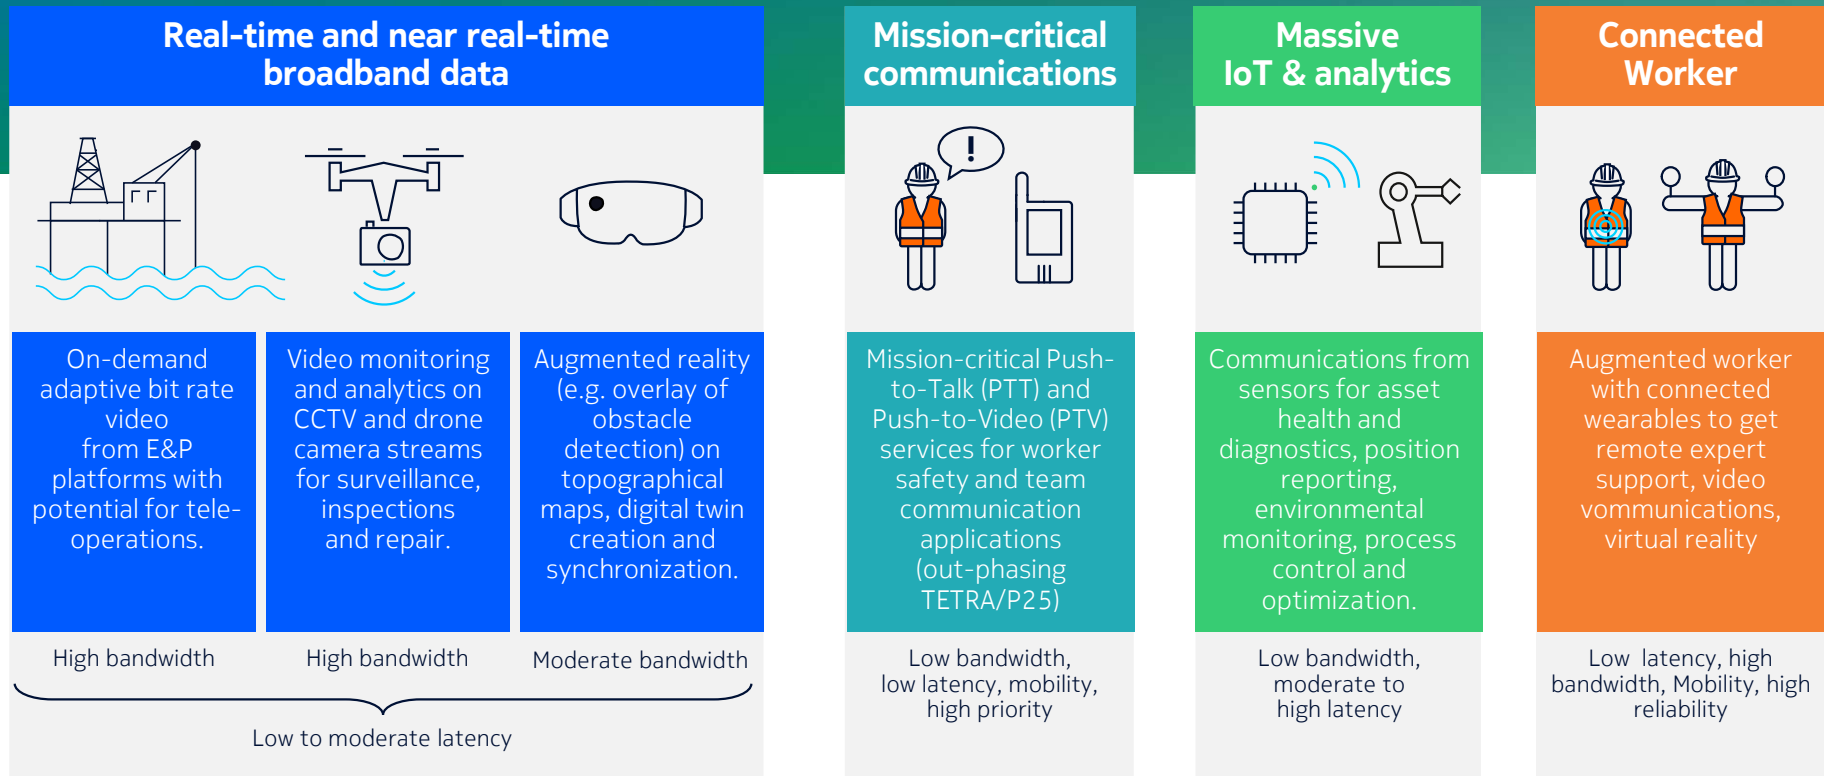 Real-time and near real-time
broadband data
On-demand
adaptive bit rate
video
from E&P
platforms with
potential for tele-
operations.
High bandwidth
Video monitoring
and analytics on
CCTV and drone
camera streams
for surveillance,
inspections
and repair.
High bandwidth
Augmented reality
(e.g. overlay of
obstacle
detection) on
topographical
maps, digital twin
creation and
synchronization.
Moderate bandwidth
Low to moderate latency
Mission-critical
communications
!
Mission-critical Push-
to-Talk (PTT) and
Push-to-Video (PTV)
services for worker
safety and team
communication
applications
(out-phasing
TETRA/P25)
Low bandwidth,
low latency, mobility,
high priority
Massive
IoT & analytics
Communications from
sensors for asset
health and
diagnostics, position
reporting,
environmental
monitoring, process
control and
optimization.
Low bandwidth,
moderate to
high latency
Connected
Worker
Augmented worker
with connected
wearables to get
remote expert
support, video
vommunications,
virtual reality
Low latency, high
bandwidth, Mobility, high
reliability